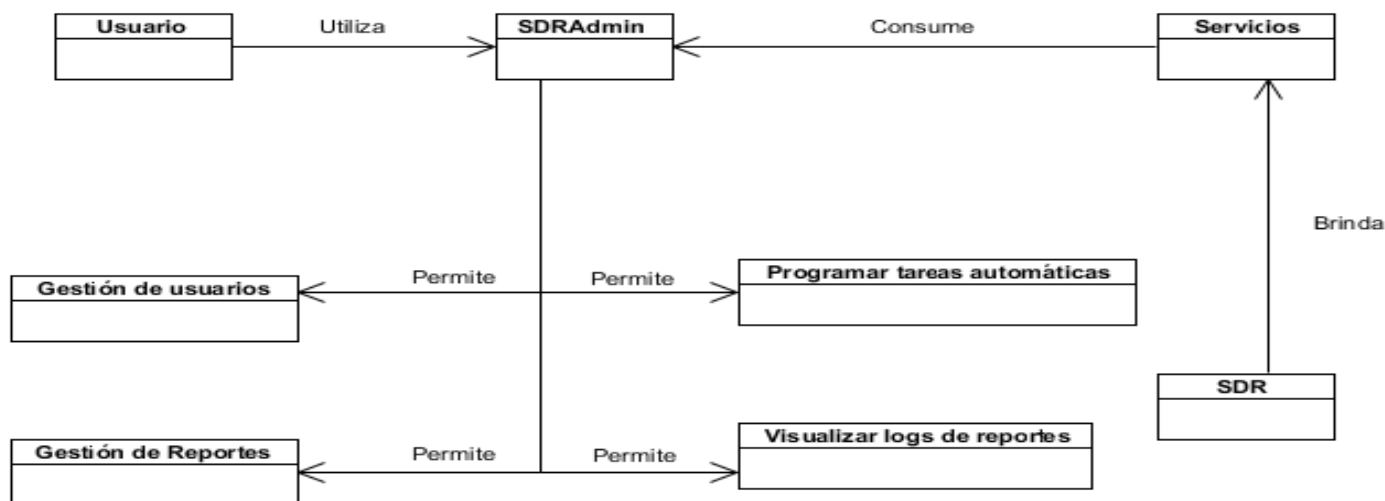 Usuario
Utiliza
SDRAdmin
Consume
Servicios
Brinda
Gestión de usuarios
Permite
Permite
Programar tareas automáticas
SDR
Gestión de Reportes
Permite
Permite
Visualizar logs de reportes